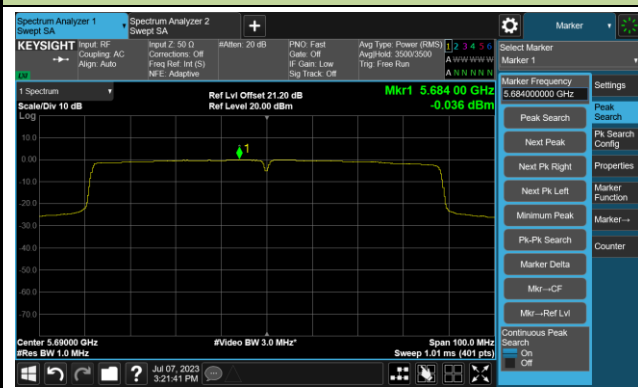 Spectrum Analyzer 1
Swept SA
Spectrum Analyzer 2
Swept SA
+
Marker
KEYSIGHT
Input: RF
Coupling: AC
Align: Auto
Input Z: 50 Ω
Corrections: Off
Freq Ref: Int (S)
NFE: Adaptive
#Atten: 20 dB
PNO: Fast
Gate: Off
IF Gain: Low
Sig Track: Off
Avg Type: Power (RMS)
Avg|Hold: 3500/3500
Trig: Free Run
1 2 3 4 5 6
A W W W W W
A N N N N N
LXI
Select Marker
Marker 1
1 Spectrum
Scale/Div 10 dB
Log
Ref Lvl Offset 21.20 dB
Ref Level 20.00 dBm
Mkr1 5.684 00 GHz
-0.036 dBm
10.0
0.00
-10.0
-20.0
-30.0
-40.0
-50.0
-60.0
-70.0
1
Center 5.69000 GHz
#Res BW 1.0 MHz
#Video BW 3.0 MHz*
Span 100.0 MHz
Sweep 1.01 ms (401 pts)
Marker Frequency
5.684000000 GHz
Peak Search
Next Peak
Next Pk Right
Next Pk Left
Minimum Peak
Pk-Pk Search
Marker Delta
Mkr→CF
Mkr→Ref Lvl
Continuous Peak
Search
On
Off
Settings
Peak
Search
Pk Search
Config
Properties
Marker
Function
Marker→
Counter
?
Jul 07, 2023
3:21:41 PM